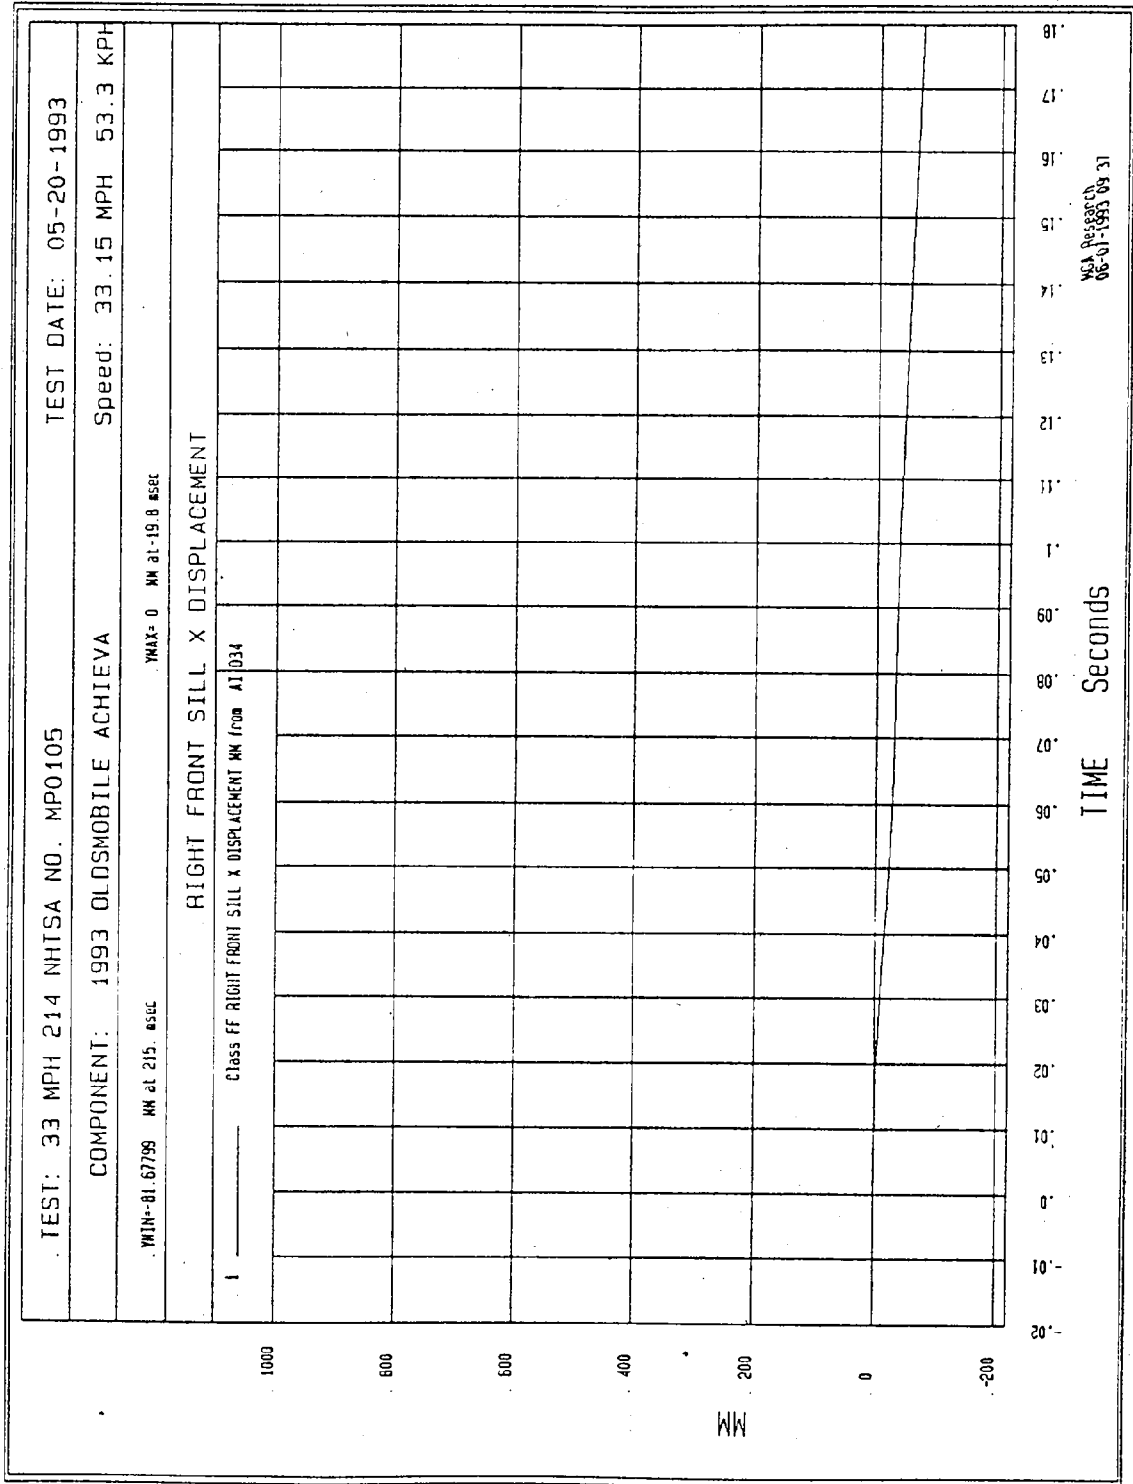 TEST: 33 MPH 214 NHTSA NO. MP0105 TEST DATE: 05-20-1993
COMPONENT: 1993 OLDSMOBILE ACHIEVA Speed: 33.15 MPH 53.3 KPH
YMIN=-81.67799 MM at 215. msec YMAX= 0 MM at-19.8 msec
RIGHT FRONT SILL X DISPLACEMENT
1 Class FF RIGHT FRONT SILL X DISPLACEMENT MM from AI 034
1000
800
600
400
200
0
-200
MM
-.02 -.01 .0 .01 .02 .03 .04 .05 .06 .07 .08 .09 .1 .11 .12 .13 .14 .15 .16 .17 .18
TIME Seconds
MGA Research
06-01-1993 09:37